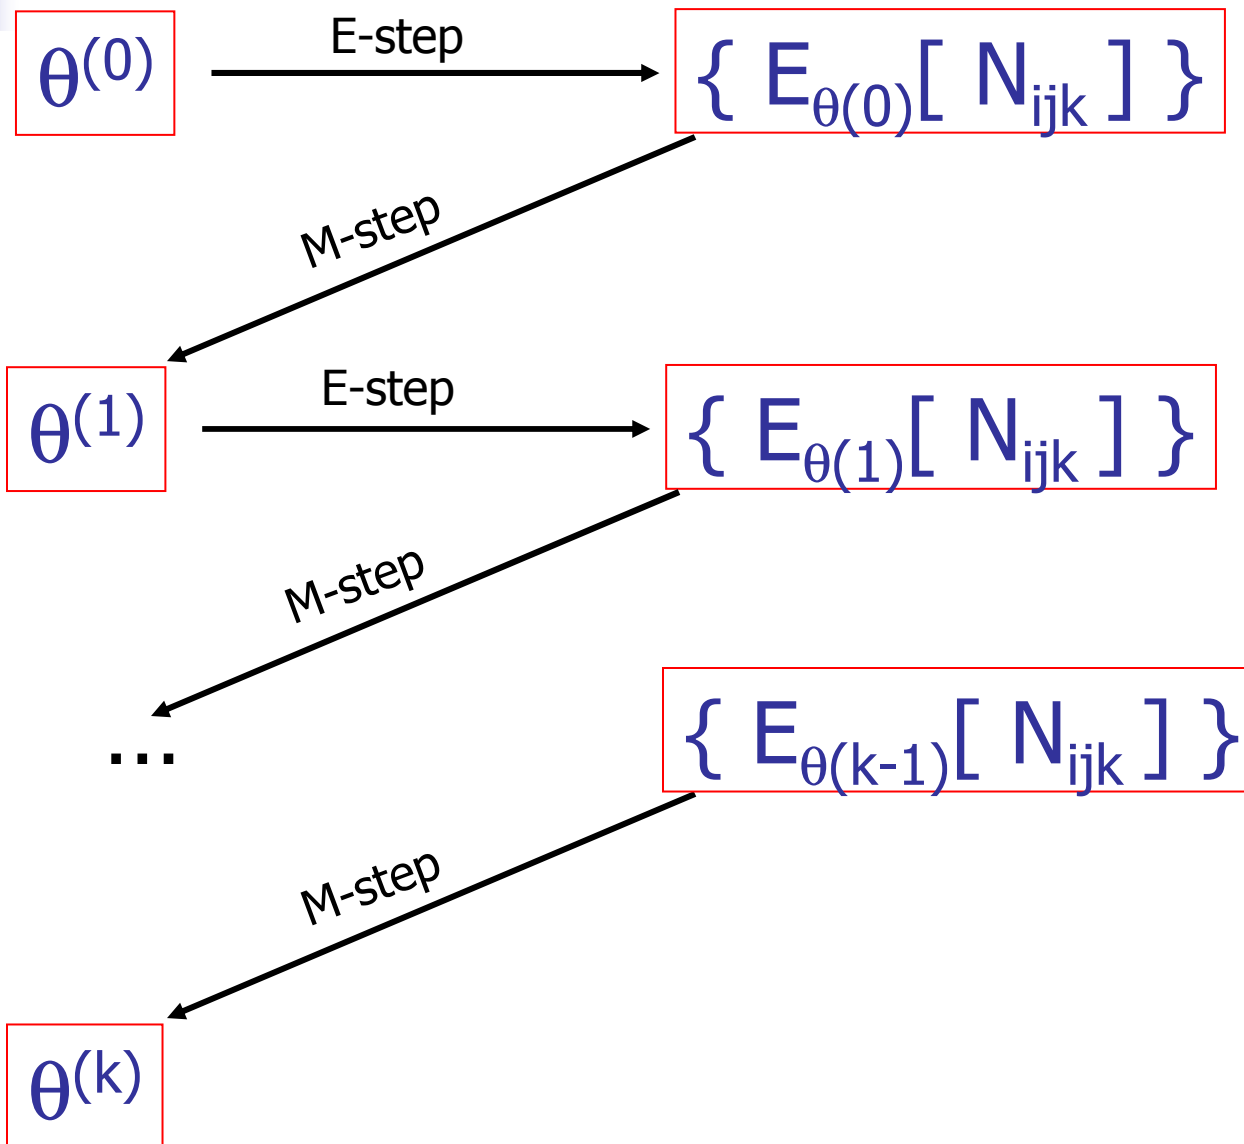 θ(0) E-step { Eθ(0)[ Nijk ] }
M-step
θ(1) E-step { Eθ(1)[ Nijk ] }
M-step
... { Eθ(k-1)[ Nijk ] }
M-step
θ(k)